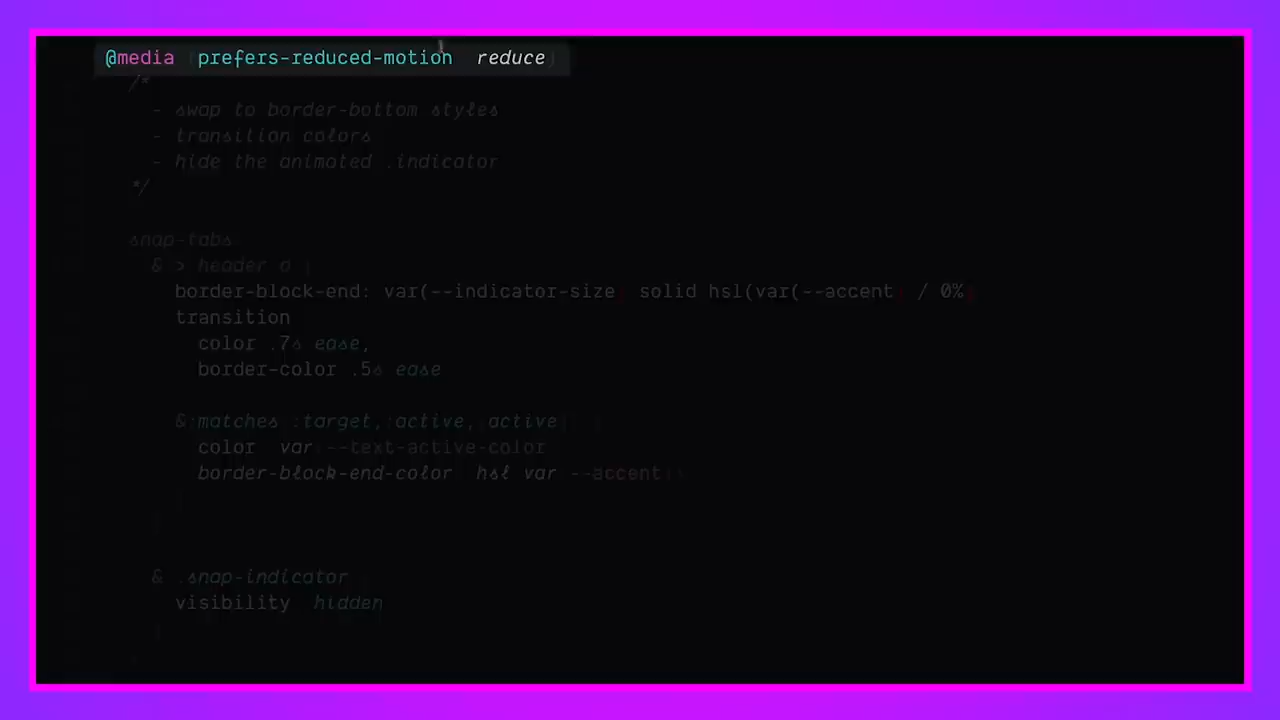 @media (prefers-reduced-motion reduce)
/*
- swap to border-bottom styles
- transition colors
- hide the animated .indicator
*/
snap-tabs
& > header a {
border-block-end: var(--indicator-size) solid hsl(var(--accent) / 0%)
transition
color .7s ease,
border-color .5s ease
&:matches :target,:active, active] {
color var --text-active-color
border-block-end-color hsl var --accent))
& .snap-indicator
visibility hidden
}